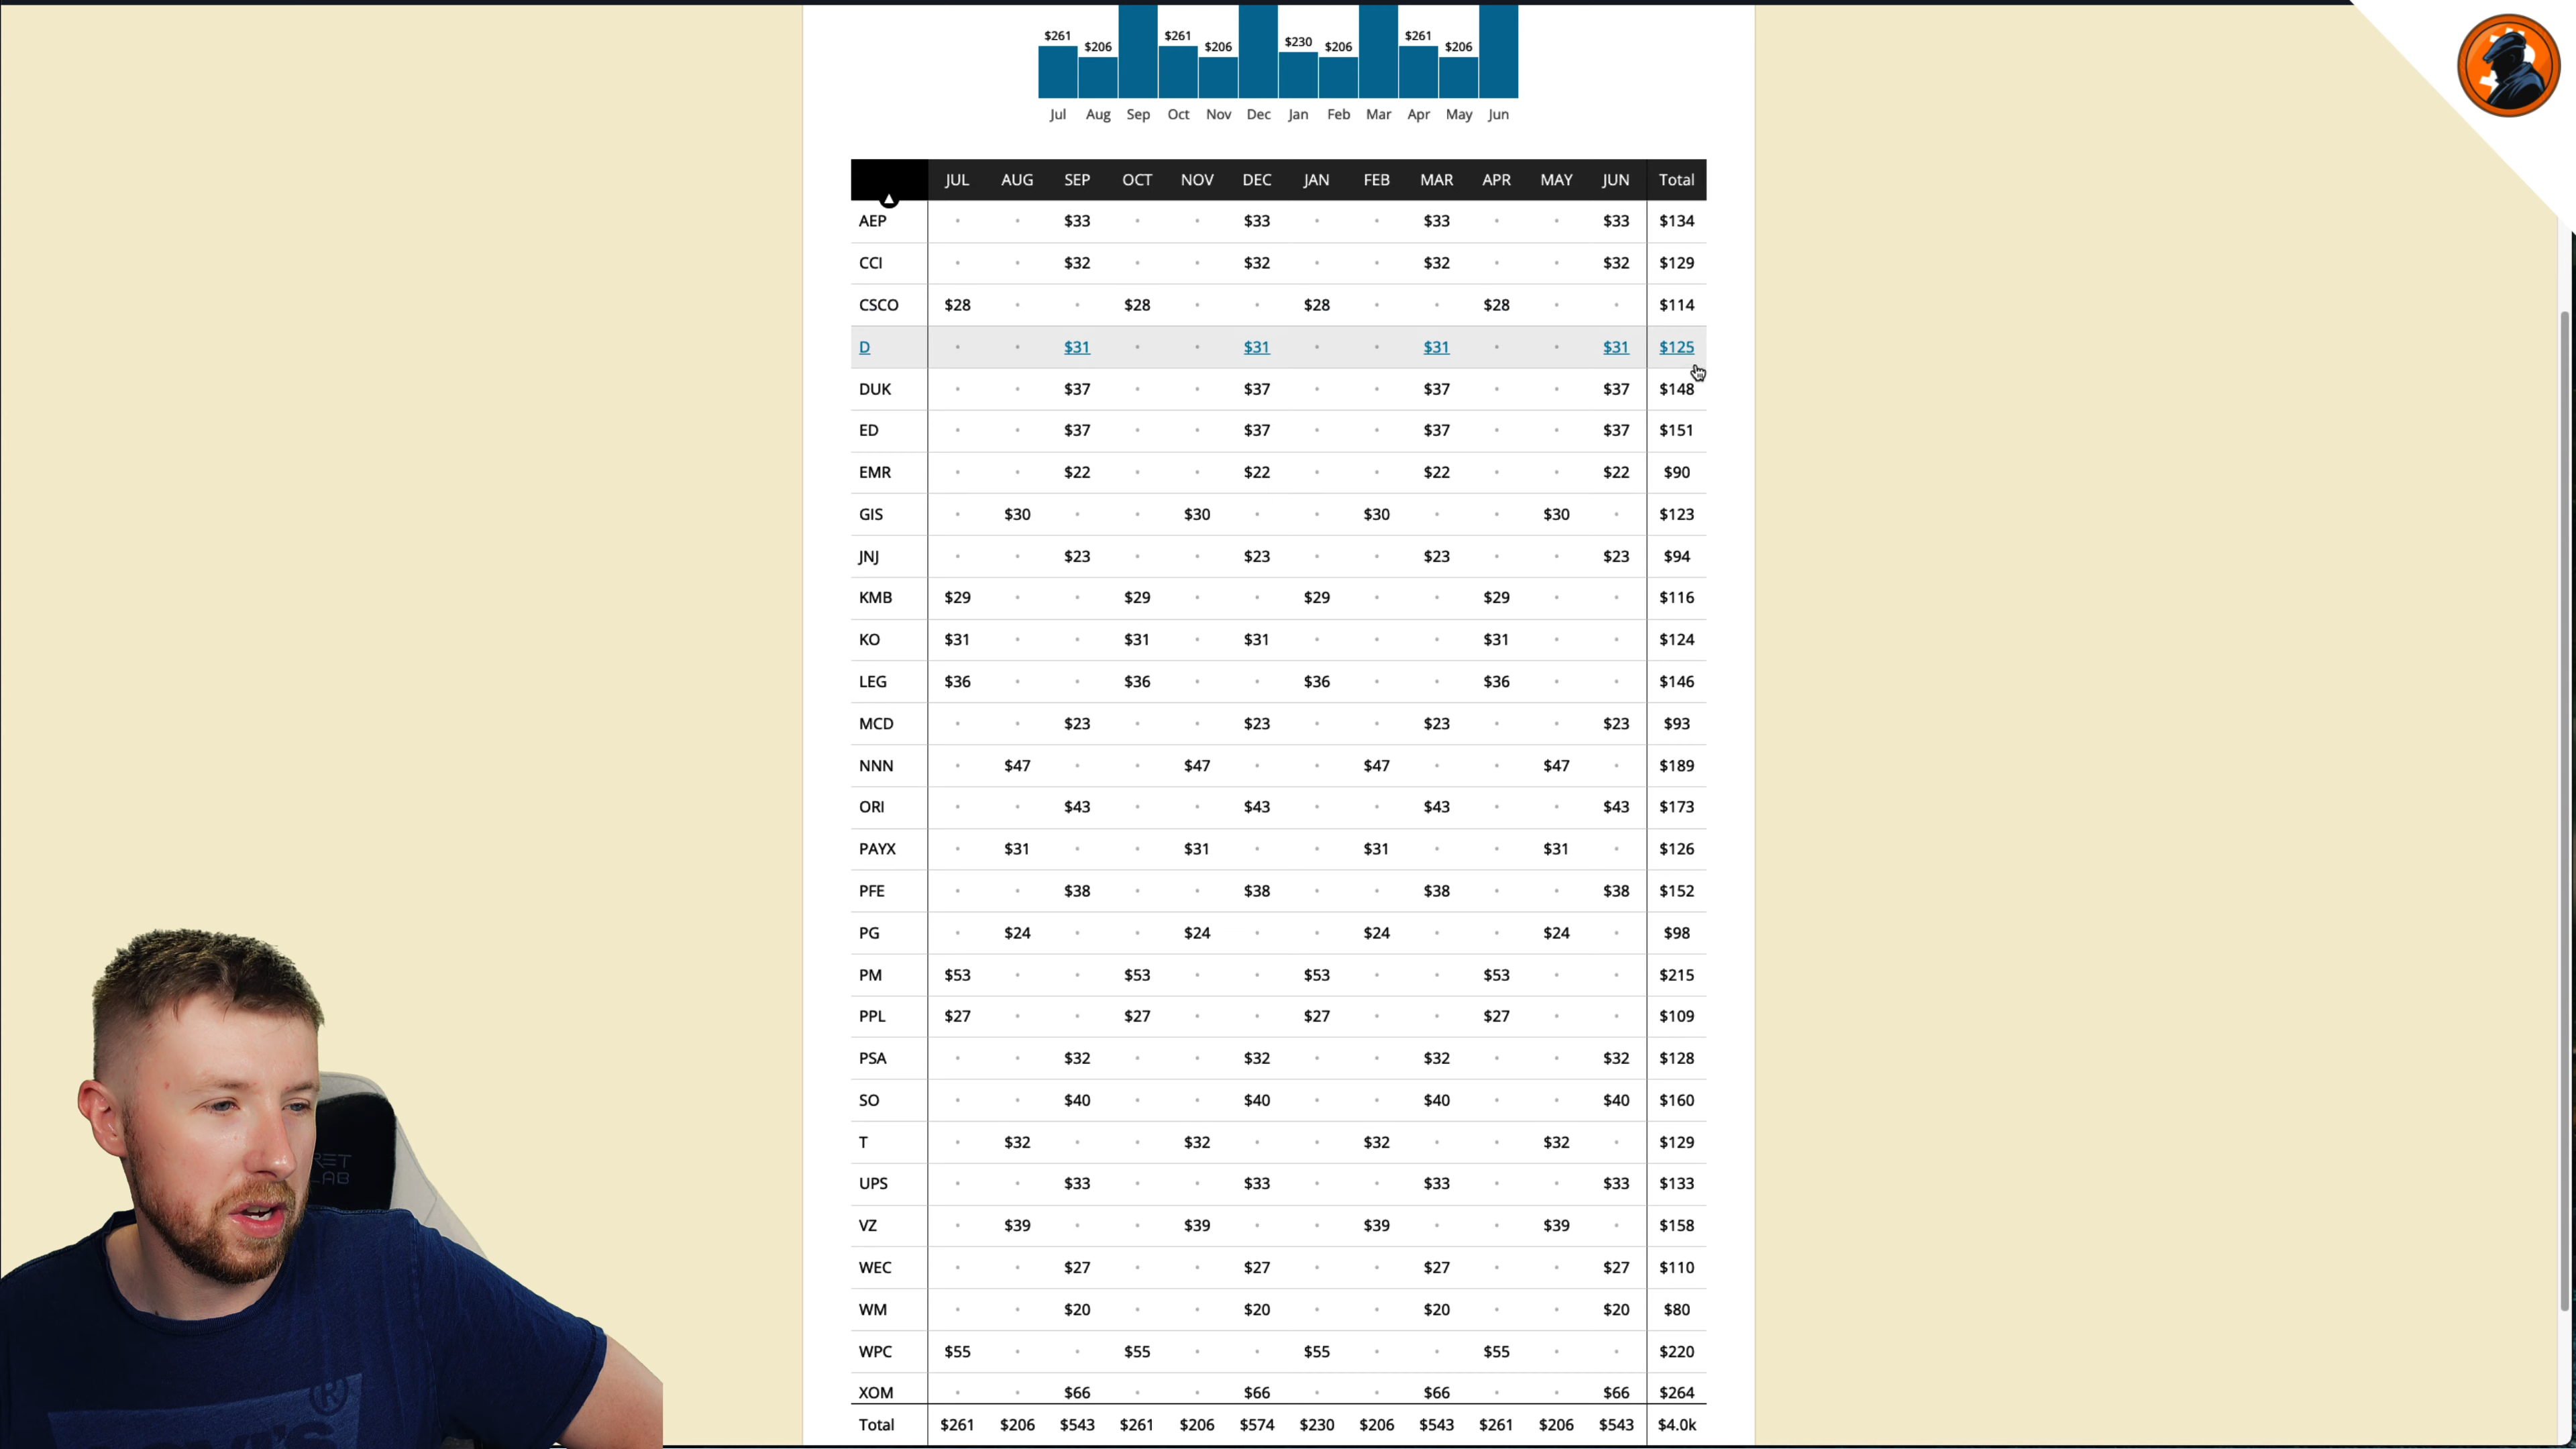 $261 $206 $261 $206 $230 $206 $261 $206
Jul Aug Sep Oct Nov Dec Jan Feb Mar Apr May Jun
JUL AUG SEP OCT NOV DEC JAN FEB MAR APR MAY JUN Total
AEP $33 $33 $33 $33 $134
CCI $32 $32 $32 $32 $129
CSCO $28 $28 $28 $28 $114
D $31 $31 $31 $31 $125
DUK $37 $37 $37 $37 $148
ED $37 $37 $37 $37 $151
EMR $22 $22 $22 $22 $90
GIS $30 $30 $30 $30 $123
JNJ $23 $23 $23 $23 $94
KMB $29 $29 $29 $29 $116
KO $31 $31 $31 $31 $124
LEG $36 $36 $36 $36 $146
MCD $23 $23 $23 $23 $93
NNN $47 $47 $47 $47 $189
ORI $43 $43 $43 $43 $173
PAYX $31 $31 $31 $31 $126
PFE $38 $38 $38 $38 $152
PG $24 $24 $24 $24 $98
PM $53 $53 $53 $53 $215
PPL $27 $27 $27 $27 $109
PSA $32 $32 $32 $32 $128
SO $40 $40 $40 $40 $160
T $32 $32 $32 $32 $129
UPS $33 $33 $33 $33 $133
VZ $39 $39 $39 $39 $158
WEC $27 $27 $27 $27 $110
WM $20 $20 $20 $20 $80
WPC $55 $55 $55 $55 $220
XOM $66 $66 $66 $66 $264
Total $261 $206 $543 $261 $206 $574 $230 $206 $543 $261 $206 $543 $4.0k
RET
LAB